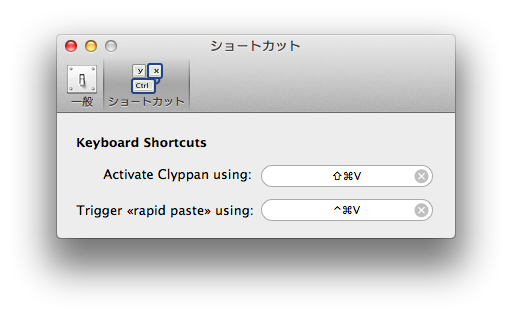 ショートカット
Y X
Ctrl
一般 ショートカット
Keyboard Shortcuts
Activate Clyppan using: ⇧⌘V
Trigger «rapid paste» using: ^⌘V